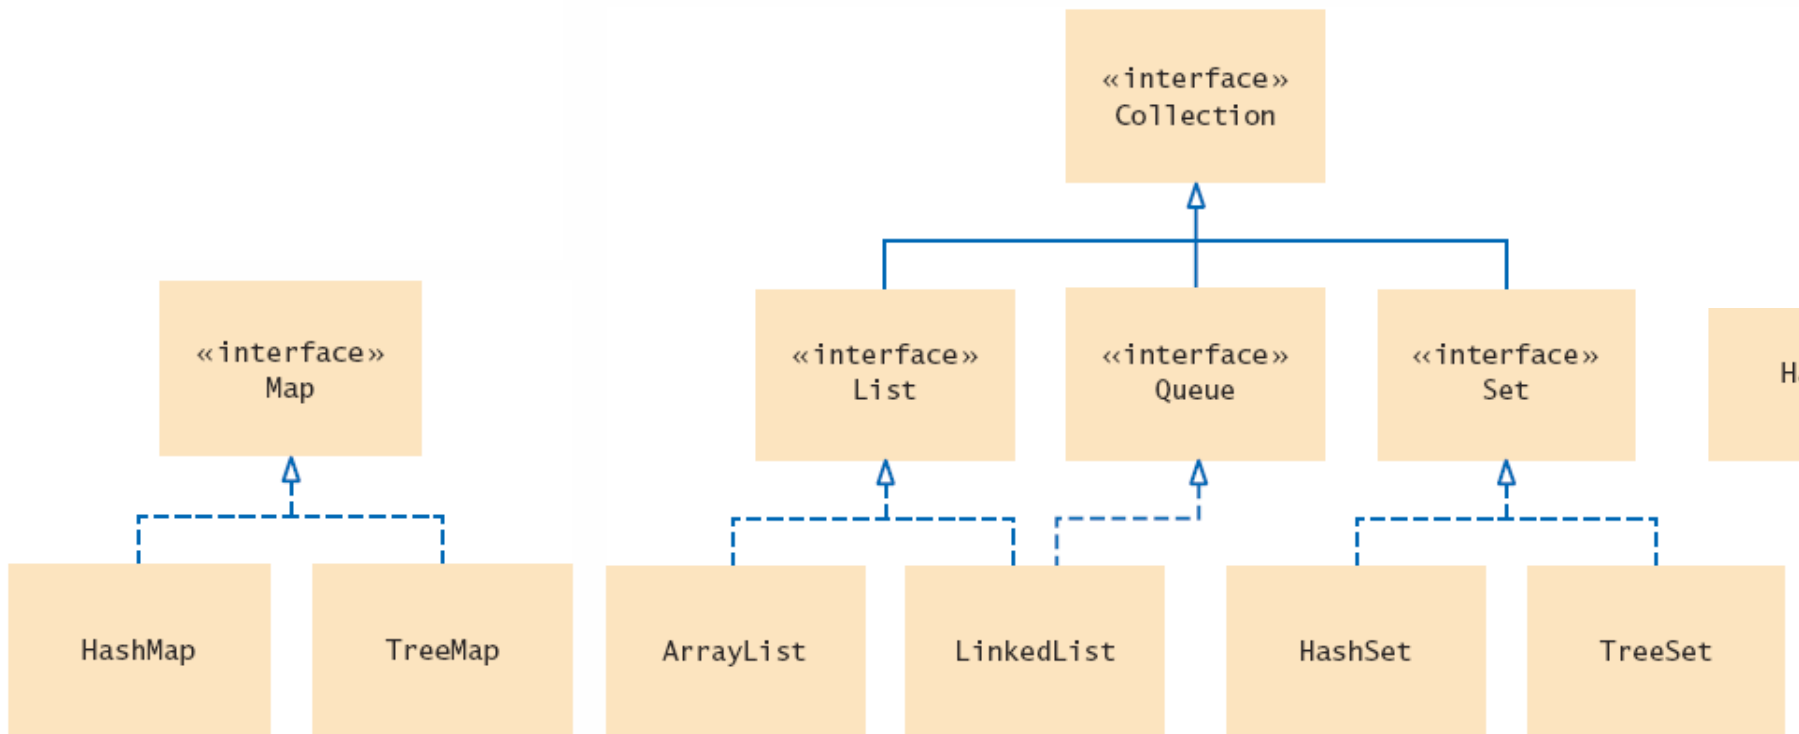 «interface»
Collection
«interface»
Map
«interface»
List
«interface»
Queue
«interface»
Set
HashMap
TreeMap
ArrayList
LinkedList
HashSet
TreeSet